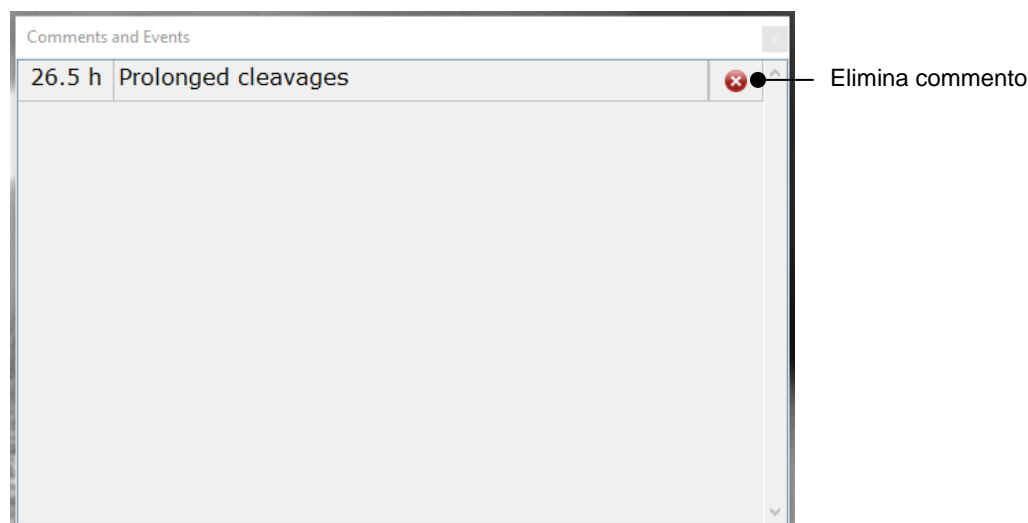 Comments and Events
26.5 h Prolonged cleavages
Elimina commento